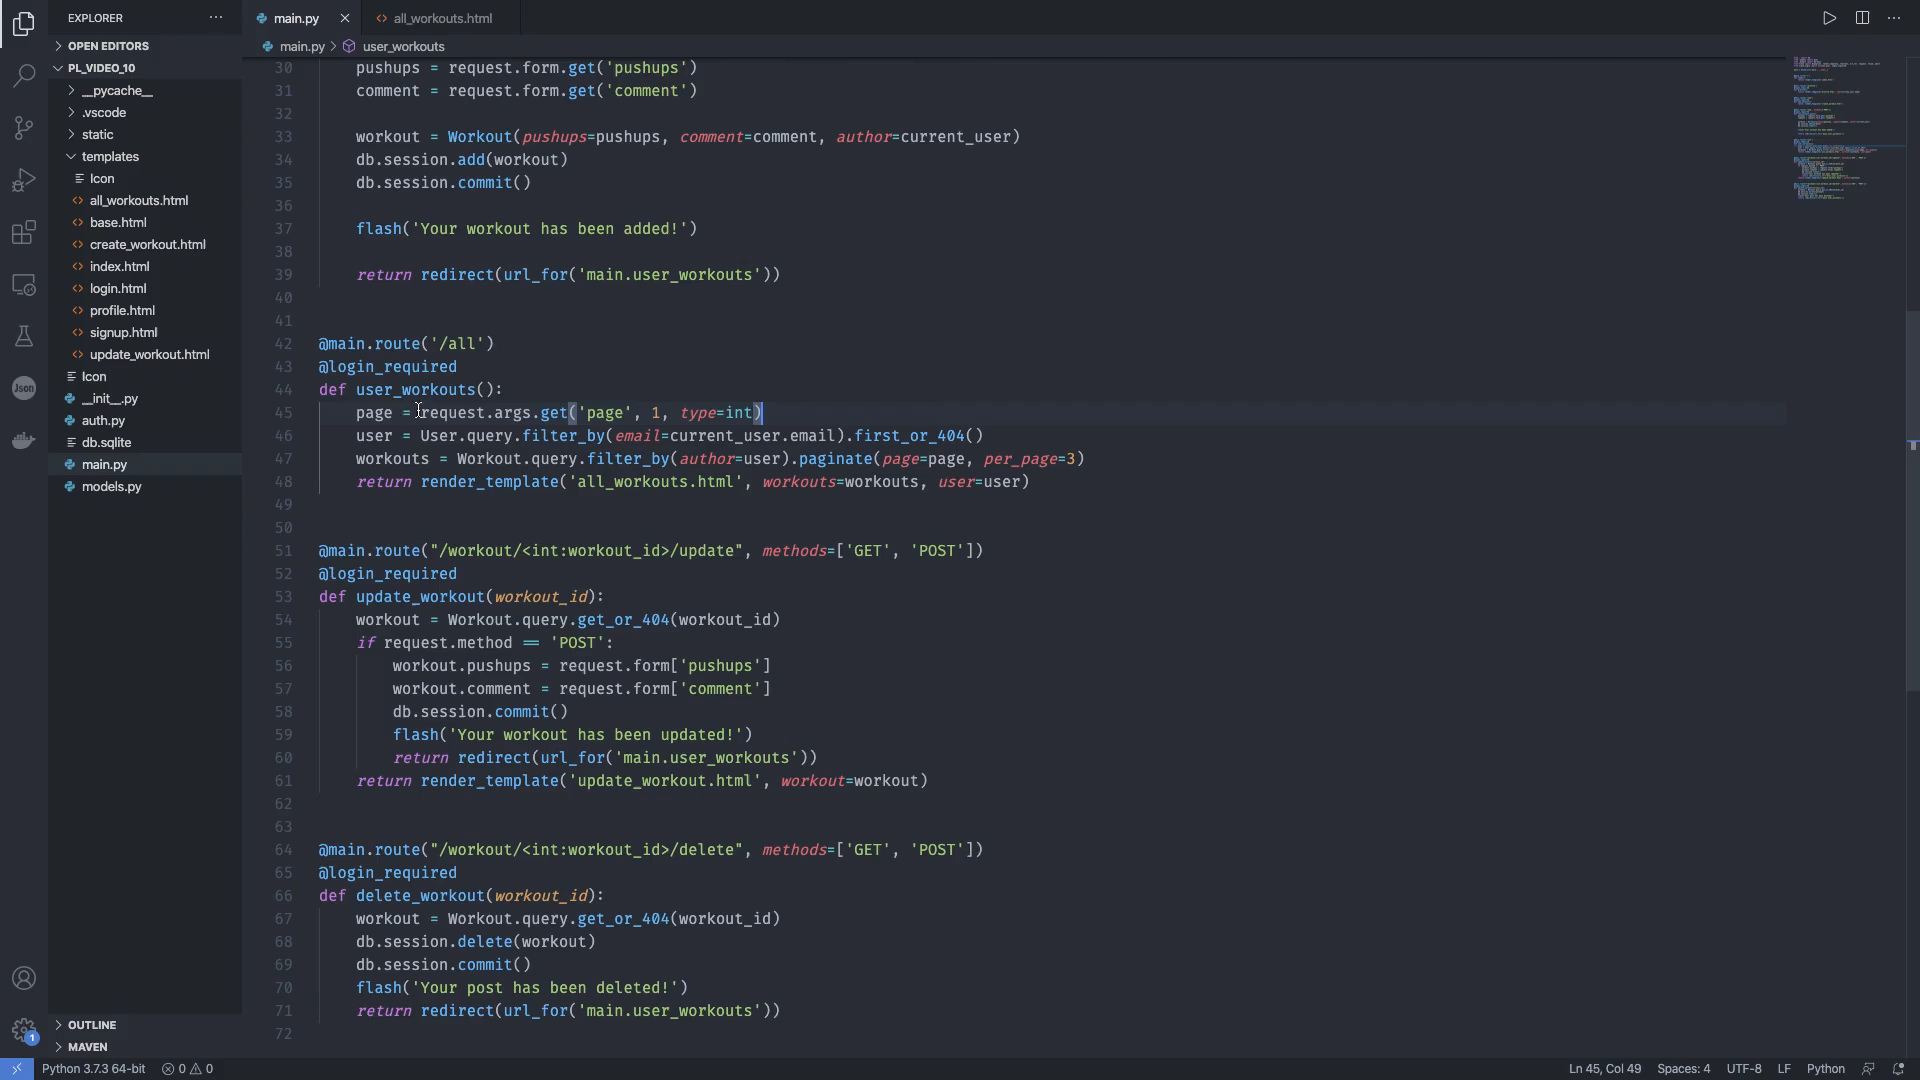 EXPLORER
main.py
all_workouts.html
OPEN EDITORS
main.py
user_workouts
PL_VIDEO_10
__pycache__
.vscode
static
templates
Icon
all_workouts.html
base.html
create_workout.html
index.html
login.html
profile.html
signup.html
update_workout.html
Icon
__init__.py
auth.py
db.sqlite
main.py
models.py
Json
OUTLINE
MAVEN
1
30 pushups = request.form.get('pushups')
31 comment = request.form.get('comment')
32
33 workout = Workout(pushups=pushups, comment=comment, author=current_user)
34 db.session.add(workout)
35 db.session.commit()
36
37 flash('Your workout has been added!')
38
39 return redirect(url_for('main.user_workouts'))
40
41
42 @main.route('/all')
43 @login_required
44 def user_workouts():
45 page = request.args.get('page', 1, type=int)
46 user = User.query.filter_by(email=current_user.email).first_or_404()
47 workouts = Workout.query.filter_by(author=user).paginate(page=page, per_page=3)
48 return render_template('all_workouts.html', workouts=workouts, user=user)
49
50
51 @main.route("/workout/<int:workout_id>/update", methods=['GET', 'POST'])
52 @login_required
53 def update_workout(workout_id):
54 workout = Workout.query.get_or_404(workout_id)
55 if request.method == 'POST':
56 workout.pushups = request.form['pushups']
57 workout.comment = request.form['comment']
58 db.session.commit()
59 flash('Your workout has been updated!')
60 return redirect(url_for('main.user_workouts'))
61 return render_template('update_workout.html', workout=workout)
62
63
64 @main.route("/workout/<int:workout_id>/delete", methods=['GET', 'POST'])
65 @login_required
66 def delete_workout(workout_id):
67 workout = Workout.query.get_or_404(workout_id)
68 db.session.delete(workout)
69 db.session.commit()
70 flash('Your post has been deleted!')
71 return redirect(url_for('main.user_workouts'))
72
Python 3.7.3 64-bit 0 0 Ln 45, Col 49 Spaces: 4 UTF-8 LF Python